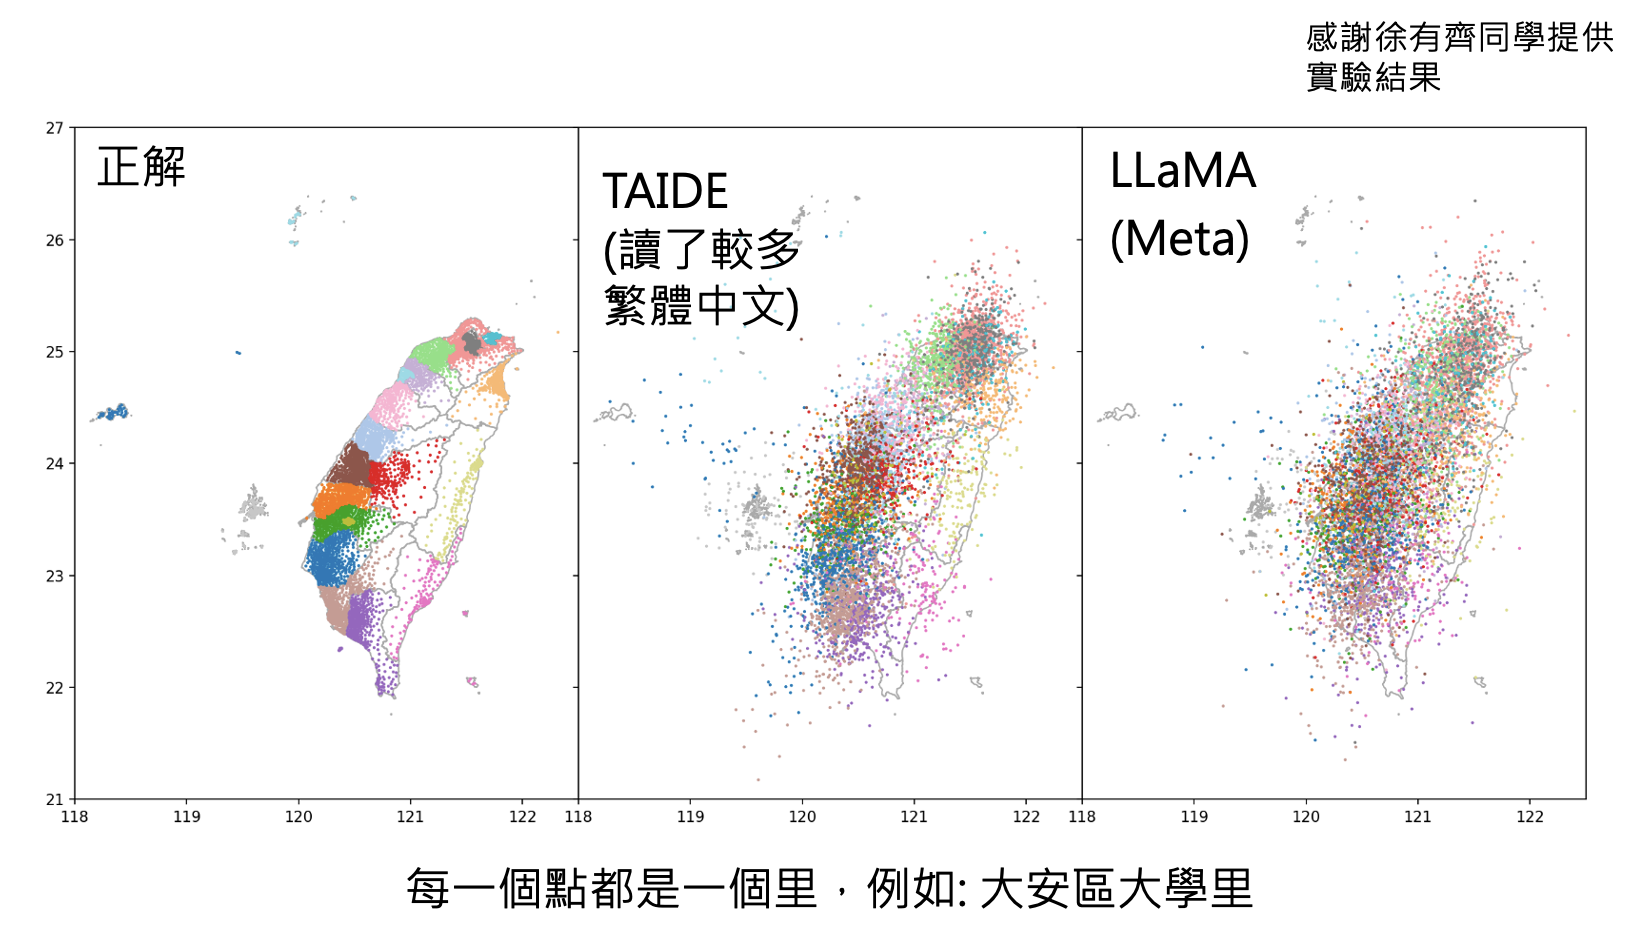 感謝徐有齊同學提供
實驗結果
正解
TAIDE
(讀了較多
繁體中文)
LLaMA
(Meta)
27
26
25
24
23
22
21
118 119 120 121 122 118 119 120 121 122 118 119 120 121 122
每一個點都是一個里，例如: 大安區大學里